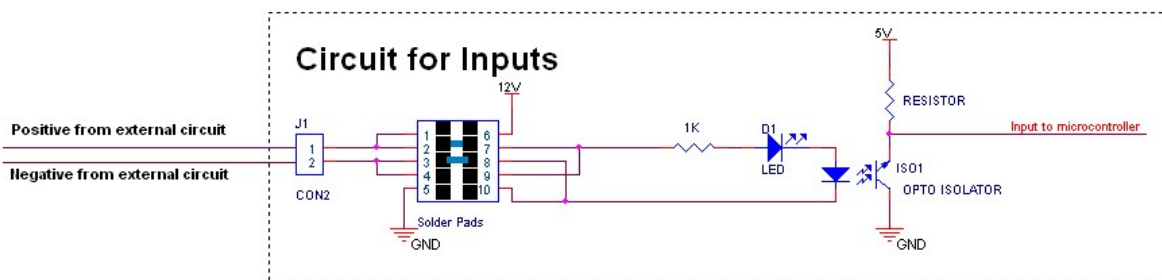 Circuit for Inputs
5V
12V
RESISTOR
Positive from external circuit
J1
1
2
CON2
Negative from external circuit
1
2
3
4
5
6
7
8
9
10
Solder Pads
GND
1K
D1
LED
ISO1
OPTO ISOLATOR
Input to microcontroller
GND